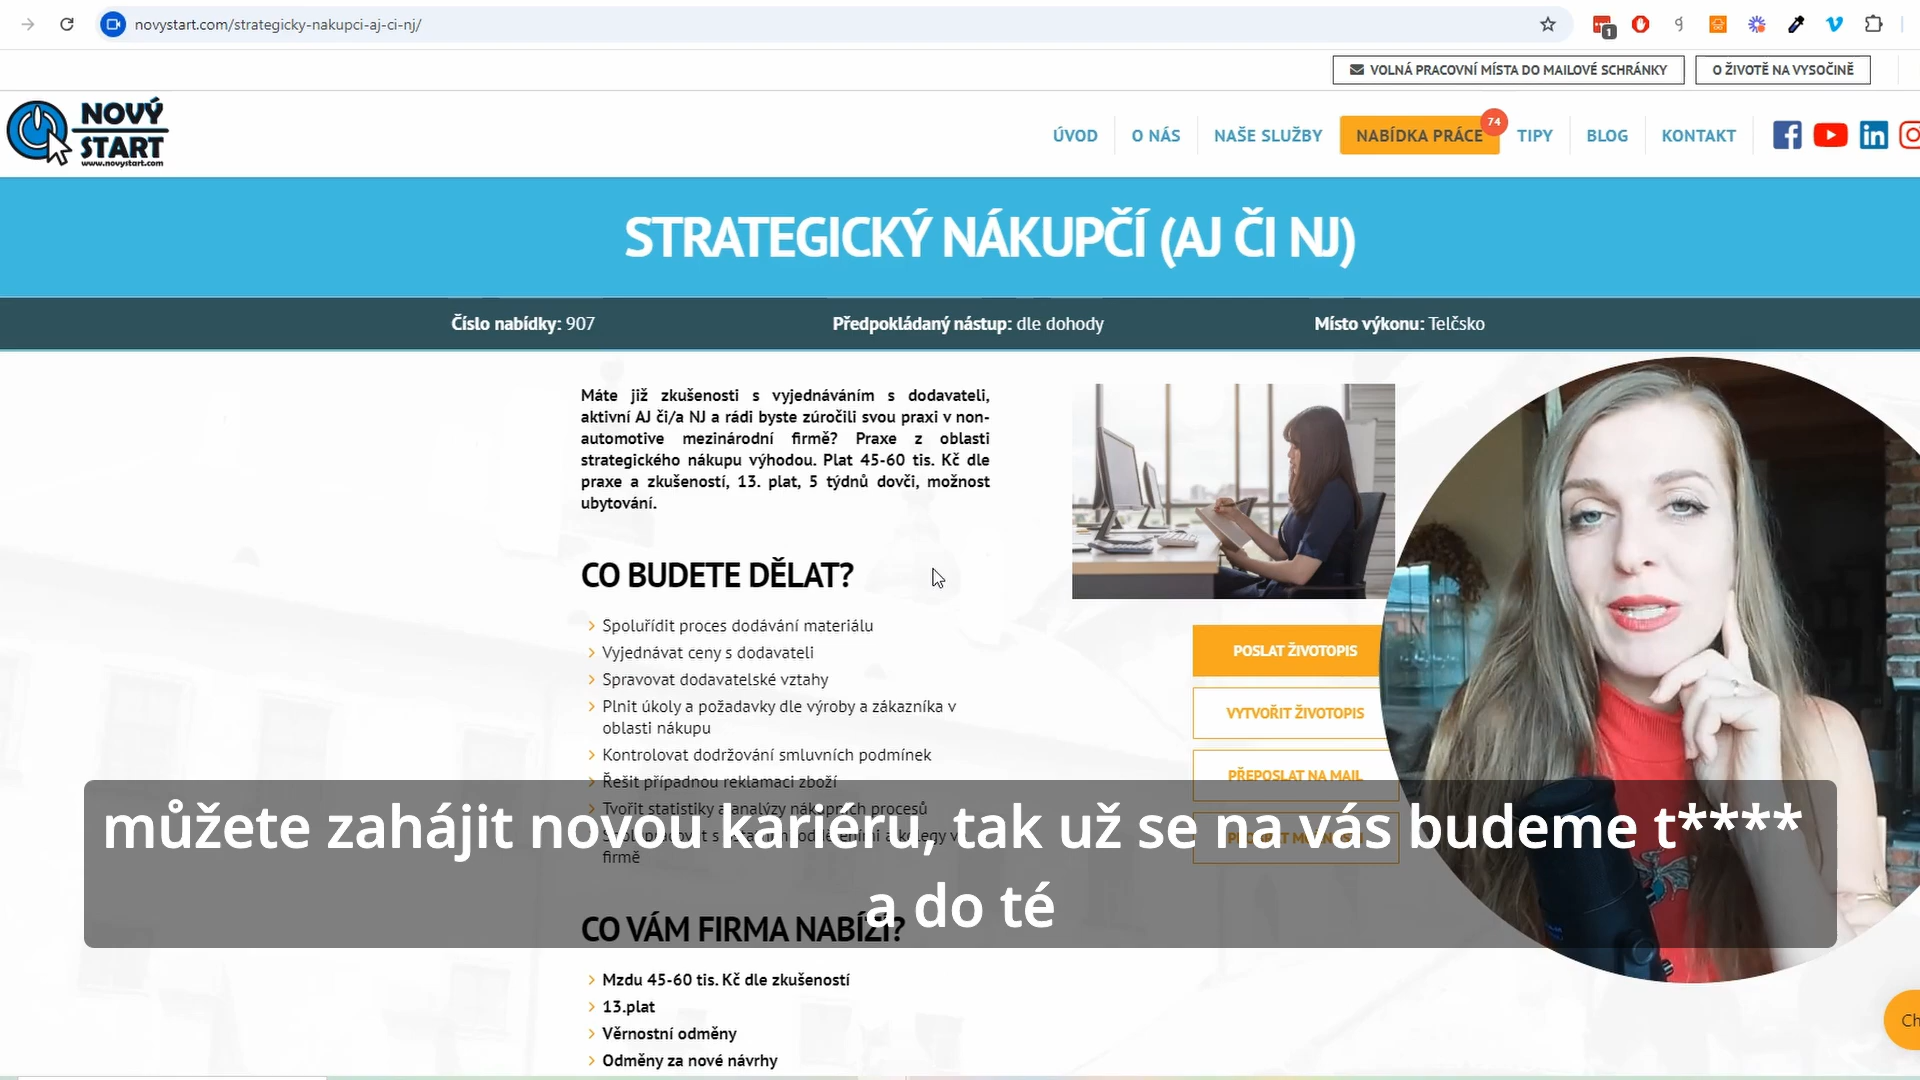 novystart.com/strategicky-nakupci-aj-ci-nj/
1
VOLNÁ PRACOVNÍ MÍSTA DO MAILOVÉ SCHRÁNKY
O ŽIVOTĚ NA VYSOČINĚ
NOVÝ
START
www.novystart.com
ÚVOD
O NÁS
NAŠE SLUŽBY
NABÍDKA PRÁCE
74
TIPY
BLOG
KONTAKT
STRATEGICKÝ NÁKUPČÍ (AJ ČI NJ)
Číslo nabídky: 907
Předpokládaný nástup: dle dohody
Místo výkonu: Telčsko
Máte již zkušenosti s vyjednáváním s dodavateli,
aktivní AJ či/a NJ a rádi byste zúročili svou praxi v non-
automotive mezinárodní firmě? Praxe z oblasti
strategického nákupu výhodou. Plat 45-60 tis. Kč dle
praxe a zkušeností, 13. plat, 5 týdnů dovči, možnost
ubytování.
CO BUDETE DĚLAT?
Spoluřídit proces dodávání materiálu
Vyjednávat ceny s dodavateli
Spravovat dodavatelské vztahy
Plnit úkoly a požadavky dle výroby a zákazníka v
oblasti nákupu
Kontrolovat dodržování smluvních podmínek
Řešit případnou reklamaci zboží
Tvořit statistiky a analýzy nákupních procesů
firmě
POSLAT ŽIVOTOPIS
VYTVOŘIT ŽIVOTOPIS
PŘEPOSLAT NA MAIL
můžete zahájit novou kariéru, tak už se na vás budeme t****
a do té
CO VÁM FIRMA NABÍZÍ?
Mzdu 45-60 tis. Kč dle zkušeností
13.plat
Věrnostní odměny
Odměny za nové návrhy
Ch